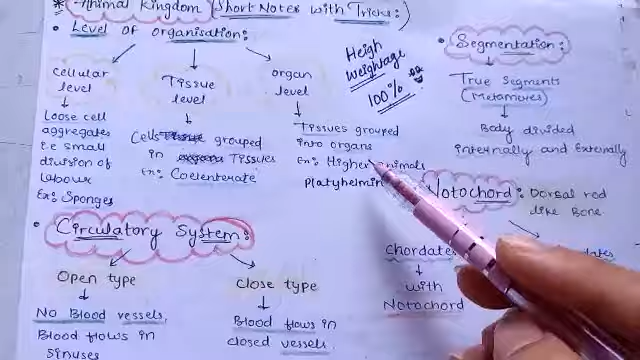 * Animal Kingdom (Short Notes with Tricks:)
• Level of organisation:
Cellular level
Loose cell
aggregates
i.e small
division of
labour
Ex: Sponges
Tissue
level
Cells grouped
in Tissues
Ex: Coelenterate
organ
level
Tissues grouped
into organs
Ex: Higher animals
Platyhelmin
Heigh
Weightage
100%
• Segmentation:
True Segments
(Metameres)
Body divided
internally and Externally
Notochord: Dorsal rod
like Bone
chordates
with
Notochord
• Circulatory System:
Open type
No Blood vessels.
Blood flows in
sinuses
Close type
Blood flows in
closed vessels.